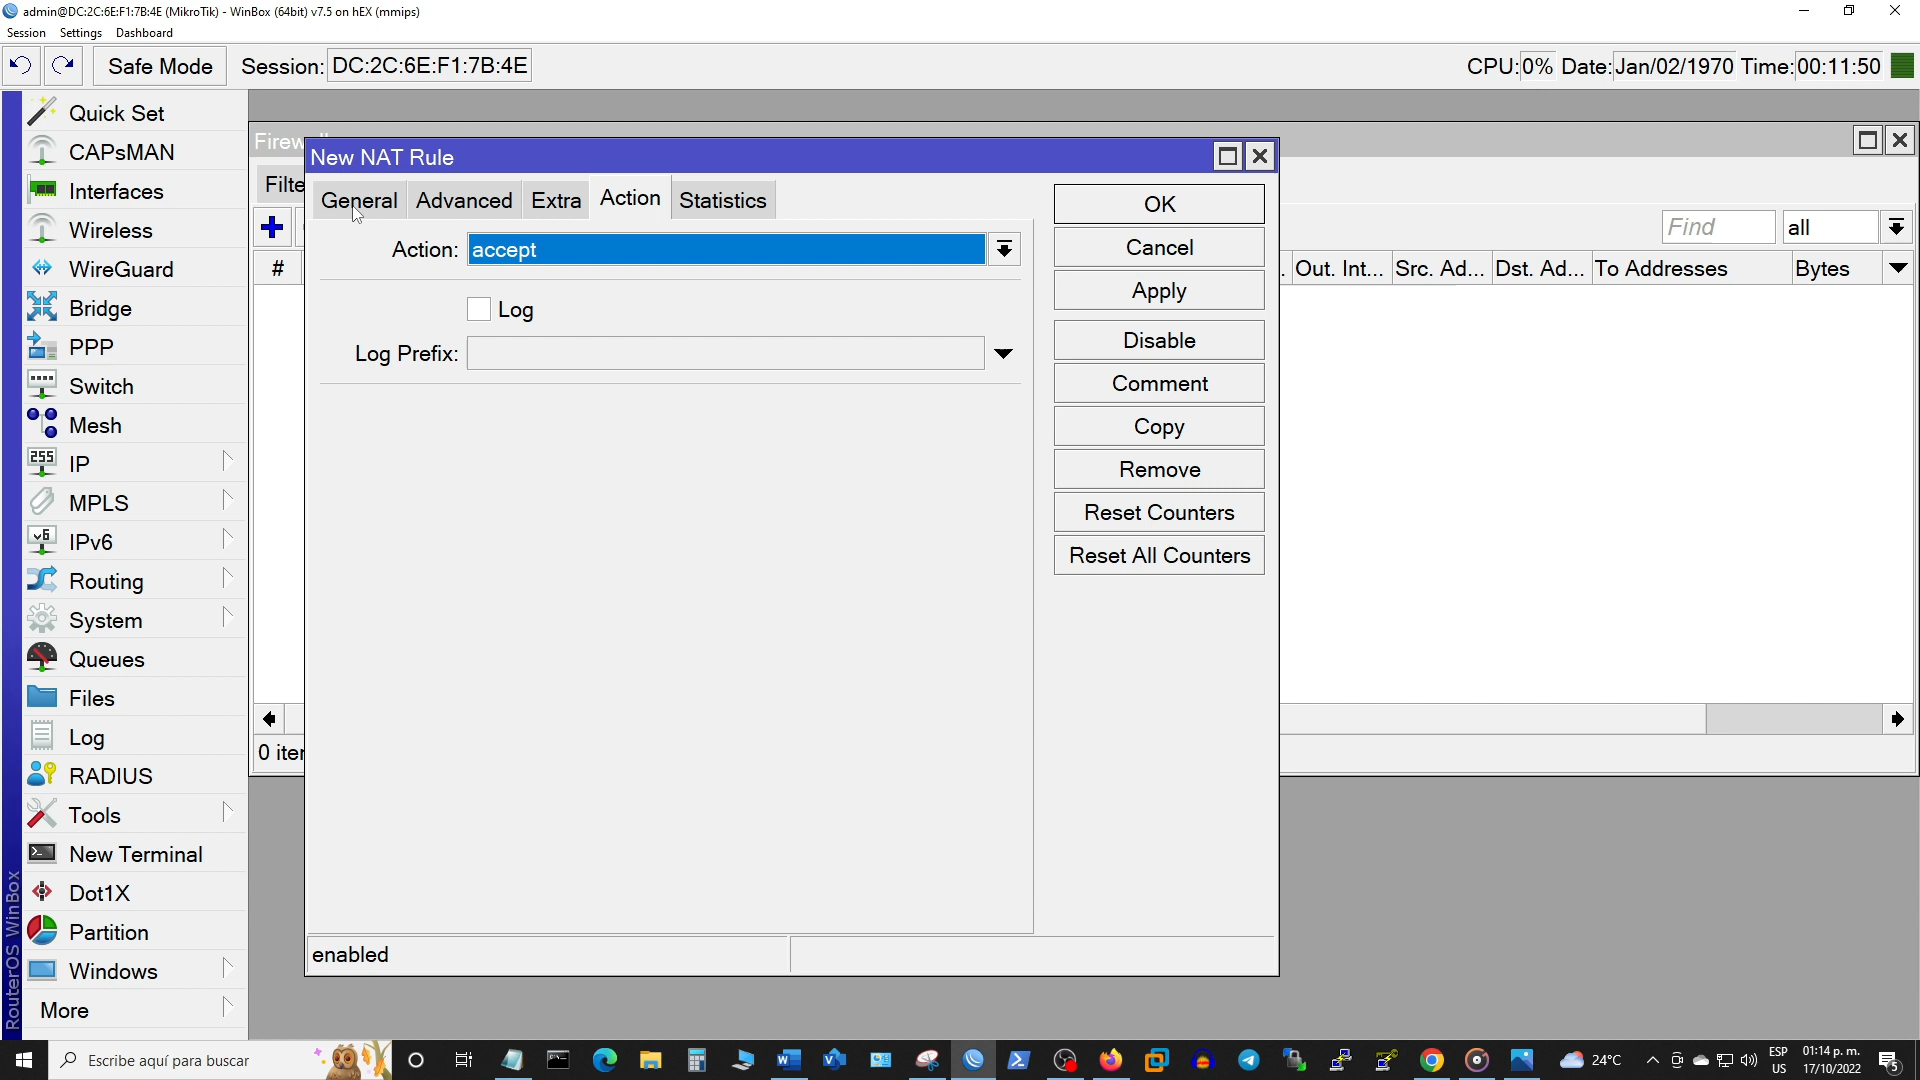 admin@DC:2C:6E:F1:7B:4E (MikroTik) - WinBox (64bit) v7.5 on hEX (mmips)
Session Settings Dashboard
Safe Mode Session: DC:2C:6E:F1:7B:4E CPU: 0% Date: Jan/02/1970 Time: 00:11:50
Quick Set
CAPsMAN
Interfaces
Wireless
WireGuard
Bridge
PPP
Switch
Mesh
255 IP
MPLS
v6 IPv6
Routing
System
Queues
Files
Log
RADIUS
Tools
New Terminal
Dot1X
Partition
Windows
More
RouterOS WinBox
Firew
Filte
#
0 iter
New NAT Rule
General Advanced Extra Action Statistics
Action: accept
Log
Log Prefix:
OK
Cancel
Apply
Disable
Comment
Copy
Remove
Reset Counters
Reset All Counters
enabled
Find all
Out. Int... Src. Ad... Dst. Ad... To Addresses Bytes
Escribe aquí para buscar
24°C
ESP
US
01:14 p. m.
17/10/2022
5